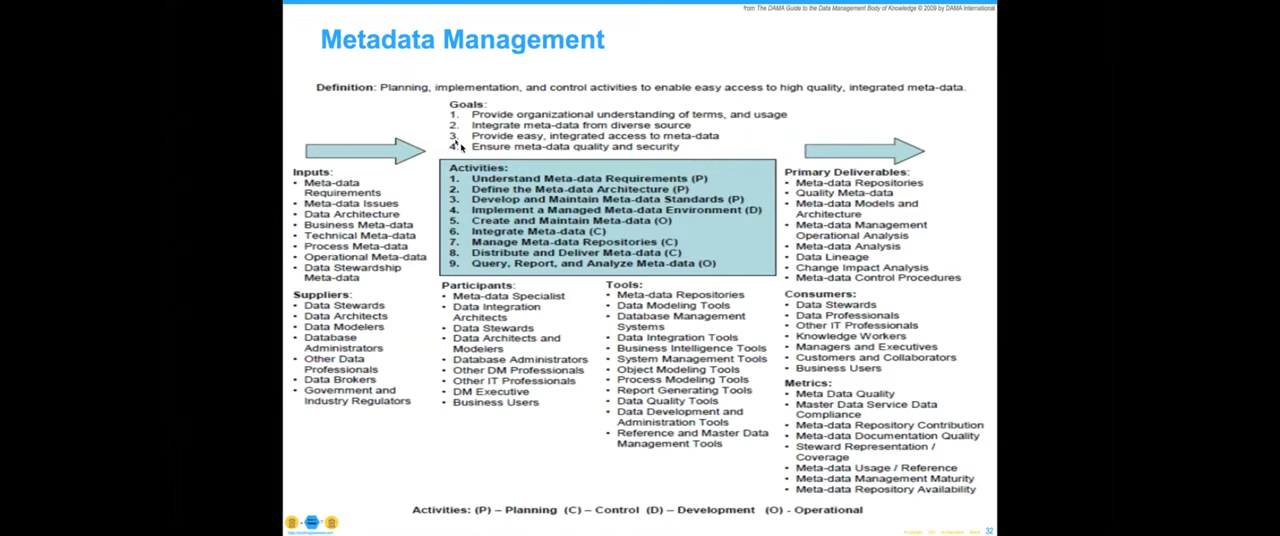 from The DAMA Guide to the Data Management Body of Knowledge © 2009 by DAMA International
Metadata Management
Definition: Planning, implementation, and control activities to enable easy access to high quality, integrated meta-data.
Goals:
1. Provide organizational understanding of terms, and usage
2. Integrate meta-data from diverse source
3. Provide easy, integrated access to meta-data
4. Ensure meta-data quality and security
Inputs:
• Meta-data
Requirements
• Meta-data Issues
• Data Architecture
• Business Meta-data
• Technical Meta-data
• Process Meta-data
• Operational Meta-data
• Data Stewardship
Meta-data
Suppliers:
• Data Stewards
• Data Architects
• Data Modelers
• Database
Administrators
• Other Data
Professionals
• Data Brokers
• Government and
Industry Regulators
Activities:
1. Understand Meta-data Requirements (P)
2. Define the Meta-data Architecture (P)
3. Develop and Maintain Meta-data Standards (P)
4. Implement a Managed Meta-data Environment (D)
5. Create and Maintain Meta-data (O)
6. Integrate Meta-data (C)
7. Manage Meta-data Repositories (C)
8. Distribute and Deliver Meta-data (C)
9. Query, Report, and Analyze Meta-data (O)
Participants:
• Meta-data Specialist
• Data Integration
Architects
• Data Stewards
• Data Architects and
Modelers
• Database Administrators
• Other DM Professionals
• Other IT Professionals
• DM Executive
• Business Users
Tools:
• Meta-data Repositories
• Data Modeling Tools
• Database Management
Systems
• Data Integration Tools
• Business Intelligence Tools
• System Management Tools
• Object Modeling Tools
• Process Modeling Tools
• Report Generating Tools
• Data Quality Tools
• Data Development and
Administration Tools
• Reference and Master Data
Management Tools
Primary Deliverables:
• Meta-data Repositories
• Quality Meta-data
• Meta-data Models and
Architecture
• Meta-data Management
Operational Analysis
• Meta-data Analysis
• Data Lineage
• Change Impact Analysis
• Meta-data Control Procedures
Consumers:
• Data Stewards
• Data Professionals
• Other IT Professionals
• Knowledge Workers
• Managers and Executives
• Customers and Collaborators
• Business Users
Metrics:
• Meta Data Quality
• Master Data Service Data
Compliance
• Meta-data Repository Contribution
• Meta-data Documentation Quality
• Steward Representation /
Coverage
• Meta-data Usage / Reference
• Meta-data Management Maturity
• Meta-data Repository Availability
Activities: (P) – Planning (C) – Control (D) – Development (O) - Operational
32